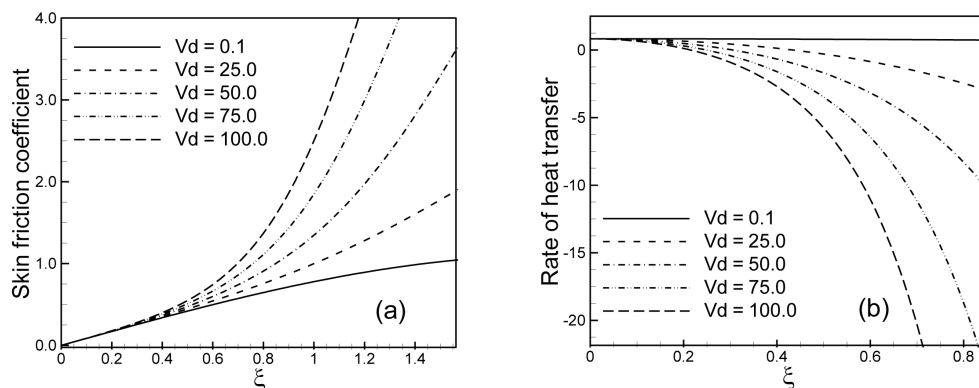 4.0
3.0
2.0
1.0
0.0
Skin friction coefficient
Vd = 0.1
Vd = 25.0
Vd = 50.0
Vd = 75.0
Vd = 100.0
(a)
0 0.2 0.4 0.6 0.8 1 1.2 1.4
ξ
0
-5
-10
-15
-20
Rate of heat transfer
Vd = 0.1
Vd = 25.0
Vd = 50.0
Vd = 75.0
Vd = 100.0
(b)
0 0.2 0.4 0.6 0.8
ξ